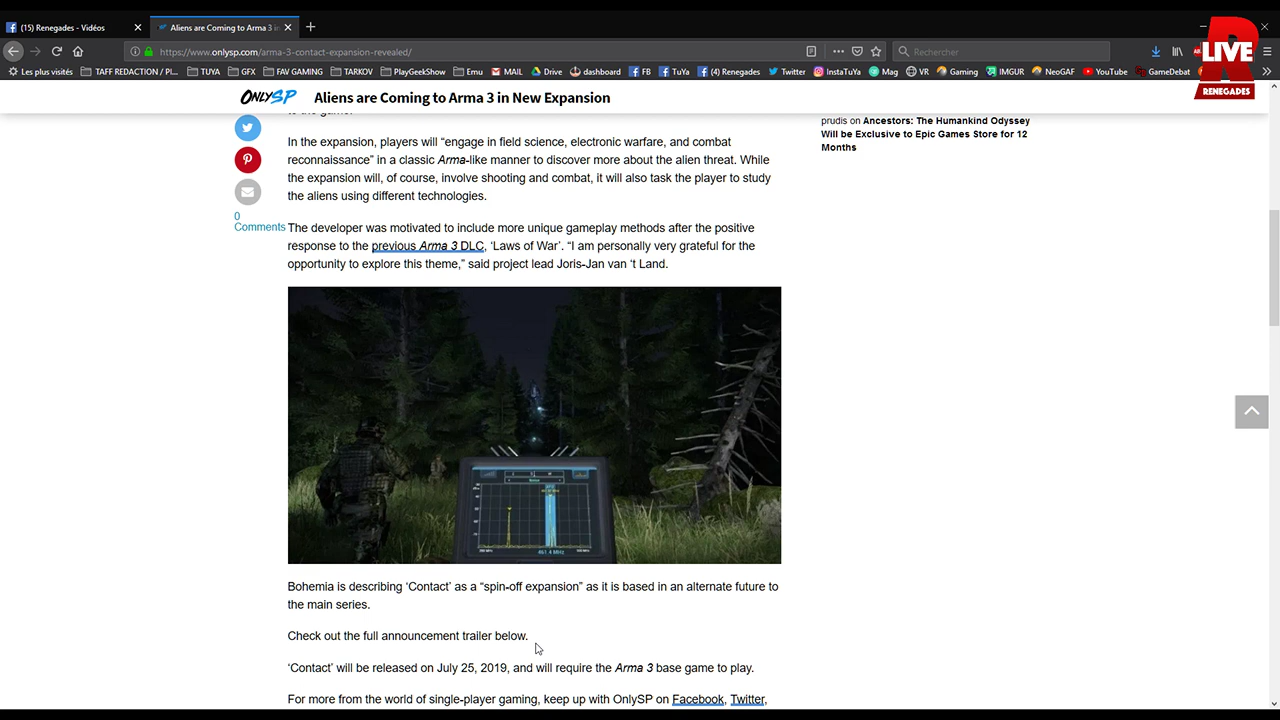 (15) Renegades - Vidéos
Aliens are Coming to Arma 3 in
https://www.onlysp.com/arma-3-contact-expansion-revealed/
Rechercher
Les plus visités
TAFF REDACTION / PL...
TUYA
GFX
FAV GAMING
TARKOV
PlayGeekShow
Emu
MAIL
Drive
dashboard
FB
TuYa
(4) Renegades
Twitter
InstaTuYa
Mag
VR
Gaming
IMGUR
NeoGAF
YouTube
GameDebat
LIVE
RENEGADES
ONLYSP
Aliens are Coming to Arma 3 in New Expansion
to the game.
In the expansion, players will “engage in field science, electronic warfare, and combat
reconnaissance” in a classic Arma-like manner to discover more about the alien threat. While
the expansion will, of course, involve shooting and combat, it will also task the player to study
the aliens using different technologies.
0
Comments
The developer was motivated to include more unique gameplay methods after the positive
response to the previous Arma 3 DLC, ‘Laws of War’. “I am personally very grateful for the
opportunity to explore this theme,” said project lead Joris-Jan van ‘t Land.
461.4 MHz
Bohemia is describing ‘Contact’ as a “spin-off expansion” as it is based in an alternate future to
the main series.
Check out the full announcement trailer below.
‘Contact’ will be released on July 25, 2019, and will require the Arma 3 base game to play.
For more from the world of single-player gaming, keep up with OnlySP on Facebook, Twitter,
prudis on Ancestors: The Humankind Odyssey
Will be Exclusive to Epic Games Store for 12
Months